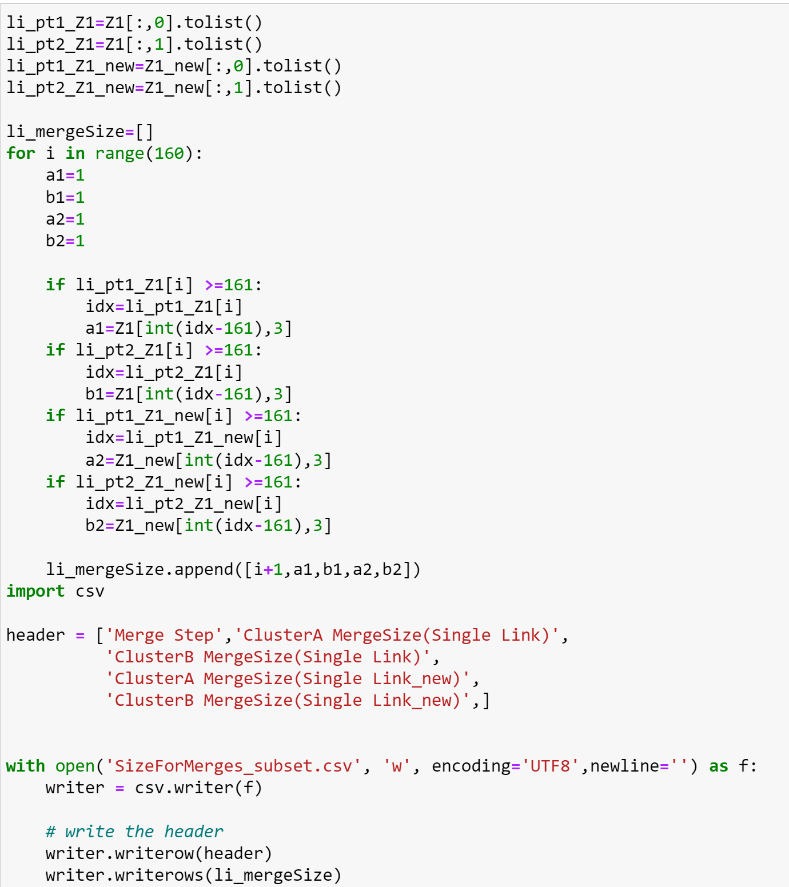 li_pt1_Z1=Z1[:,0].tolist()
li_pt2_Z1=Z1[:,1].tolist()
li_pt1_Z1_new=Z1_new[:,0].tolist()
li_pt2_Z1_new=Z1_new[:,1].tolist()

li_mergeSize=[]
for i in range(160):
    a1=1
    b1=1
    a2=1
    b2=1

    if li_pt1_Z1[i] >=161:
        idx=li_pt1_Z1[i]
        a1=Z1[int(idx-161),3]
    if li_pt2_Z1[i] >=161:
        idx=li_pt2_Z1[i]
        b1=Z1[int(idx-161),3]
    if li_pt1_Z1_new[i] >=161:
        idx=li_pt1_Z1_new[i]
        a2=Z1_new[int(idx-161),3]
    if li_pt2_Z1_new[i] >=161:
        idx=li_pt2_Z1_new[i]
        b2=Z1_new[int(idx-161),3]

    li_mergeSize.append([i+1,a1,b1,a2,b2])
import csv

header = ['Merge Step','ClusterA MergeSize(Single Link)',
          'ClusterB MergeSize(Single Link)',
          'ClusterA MergeSize(Single Link_new)',
          'ClusterB MergeSize(Single Link_new)',]


with open('SizeForMerges_subset.csv', 'w', encoding='UTF8',newline='') as f:
    writer = csv.writer(f)

    # write the header
    writer.writerow(header)
    writer.writerows(li_mergeSize)